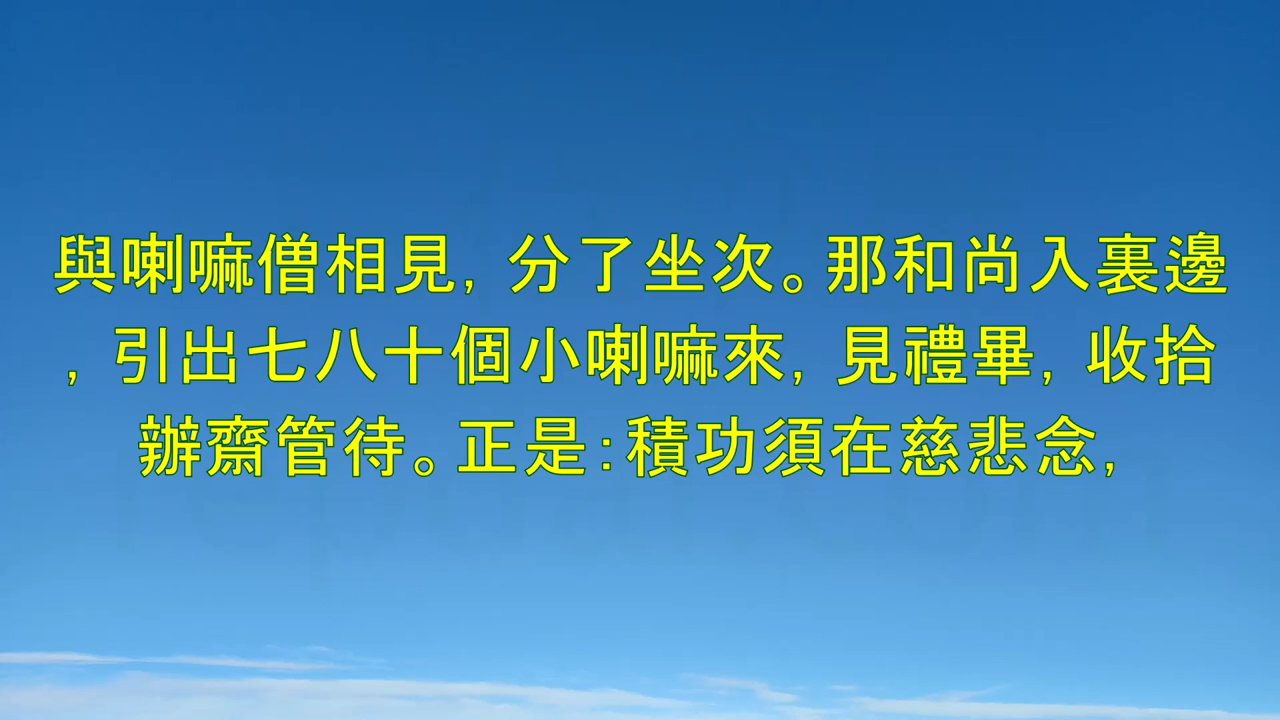 與喇嘛僧相見，分了坐次。那和尚入裏邊
，引出七八十個小喇嘛來，見禮畢，收拾
辦齋管待。正是：積功須在慈悲念，